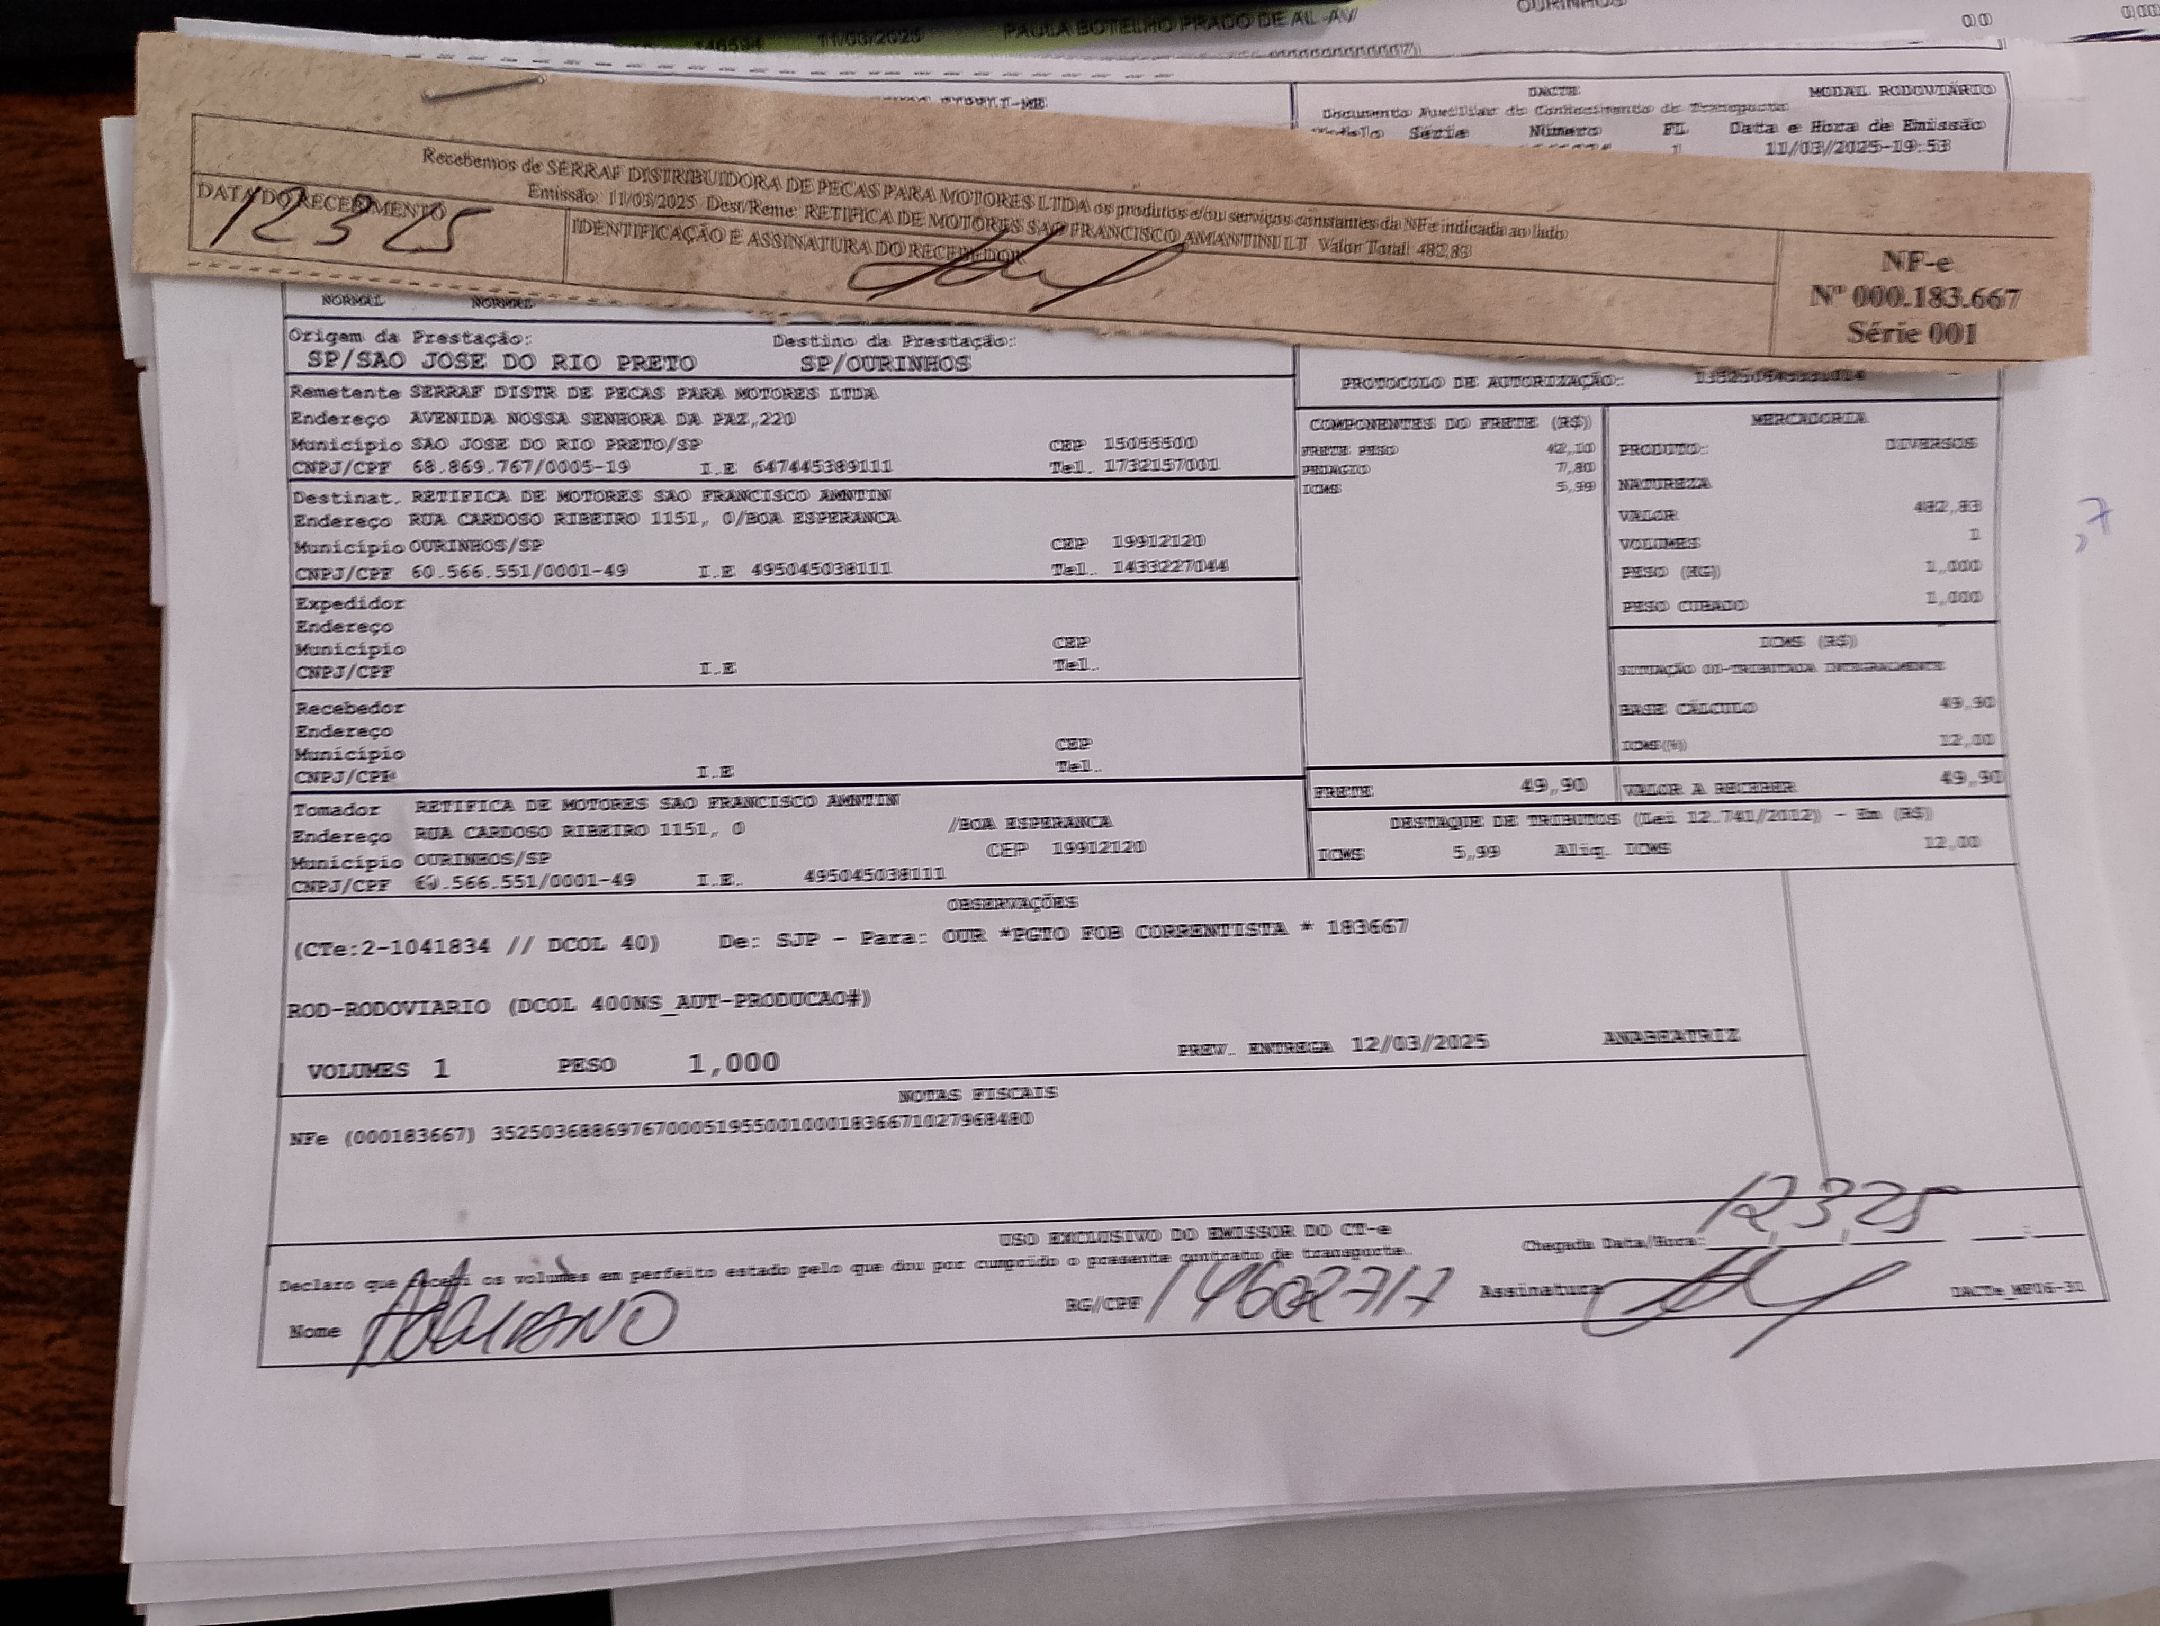 11/03/2025 PAULA BOTELHO PRADO DE AL -AV OURINHOS 00
DACTE MODAL RODOVIÁRIO
Documento Auxiliar do Conhecimento de Transporte
Modelo Série Número FL Data e Hora de Emissão
1 11/03/2025-19:53
Recebemos de SERRAF DISTRIBUIDORA DE PECAS PARA MOTORES LTDA os produtos e/ou serviços constantes da NFe indicada ao lado
Emissão: 11/03/2025 Dest/Reme: RETIFICA DE MOTORES SAO FRANCISCO AMANTINI LT Valor Total: 482,83
DATA DO RECEBIMENTO
12 3 25
IDENTIFICAÇÃO E ASSINATURA DO RECEBEDOR
NF-e
Nº 000.183.667
Série 001
NORMAL NORMAL
Origem da Prestação: Destino da Prestação:
SP/SAO JOSE DO RIO PRETO SP/OURINHOS
PROTOCOLO DE AUTORIZAÇÃO:
Remetente SERRAF DISTR DE PECAS PARA MOTORES LTDA
Endereço AVENIDA NOSSA SENHORA DA PAZ,220
Município SAO JOSE DO RIO PRETO/SP CEP 15055500
CNPJ/CPF 68.869.767/0005-19 I.E 647445389111 Tel. 1732157001
Destinat. RETIFICA DE MOTORES SAO FRANCISCO AMNTIN
Endereço RUA CARDOSO RIBEIRO 1151, 0/BOA ESPERANCA
Município OURINHOS/SP CEP 19912120
CNPJ/CPF 60.566.551/0001-49 I.E 495045038111 Tel. 1433227044
Expedidor
Endereço
Município CEP
CNPJ/CPF I.E Tel.
Recebedor
Endereço
Município CEP
CNPJ/CPF I.E Tel.
Tomador RETIFICA DE MOTORES SAO FRANCISCO AMNTIN
Endereço RUA CARDOSO RIBEIRO 1151, 0 /BOA ESPERANCA
Município OURINHOS/SP CEP 19912120
CNPJ/CPF 60.566.551/0001-49 I.E. 495045038111
COMPONENTES DO FRETE (R$)
FRETE PESO 42,10
PEDAGIO 7,80
ICMS 5,99
MERCADORIA
PRODUTO: DIVERSOS
NATUREZA
VALOR 482,83
VOLUMES 1
PESO (KG) 1,000
PESO CUBADO 1,000
ICMS (R$)
SITUAÇÃO 00-TRIBUTADA INTEGRALMENTE
BASE CÁLCULO 49,90
ICMS(%) 12,00
FRETE 49,90 VALOR A RECEBER 49,90
DESTAQUE DE TRIBUTOS (Lei 12.741/2012) - Em (R$)
ICMS 5,99 Aliq. ICMS 12,00
OBSERVAÇÕES
(CTe:2-1041834 // DCOL 40) De: SJP - Para: OUR *PGTO FOB CORRENTISTA * 183667
ROD-RODOVIARIO (DCOL 400NS_AUT-PRODUCAO#)
VOLUMES 1 PESO 1,000 PREV. ENTREGA 12/03/2025 ANABEATRIZ
NOTAS FISCAIS
NFe (000183667) 35250368869767000519550010001836671027968480
USO EXCLUSIVO DO EMISSOR DO CT-e
Declaro que recebi os volumes em perfeito estado pelo que dou por cumprido o presente contrato de transporte.
Chegada Data/Hora: 12 3 25
Nome RG/CPF 14602717 Assinatura DACTe_MP06-31